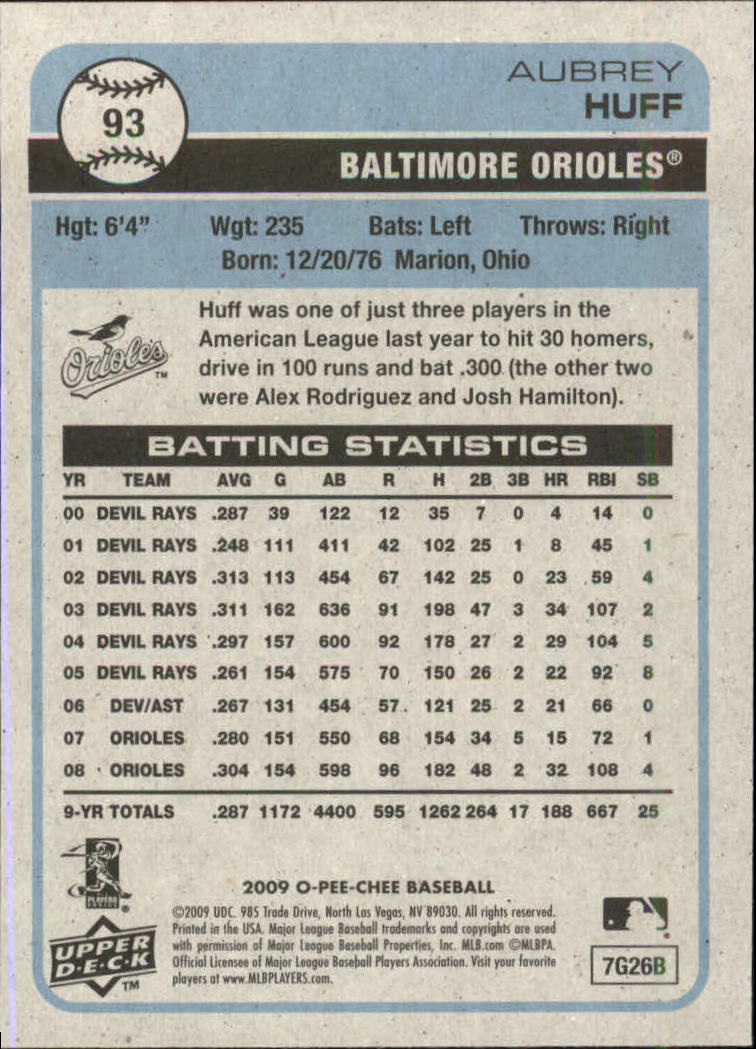 93
AUBREY
HUFF
BALTIMORE ORIOLES®
Hgt: 6'4" Wgt: 235 Bats: Left Throws: Right
Born: 12/20/76 Marion, Ohio
Orioles™
Huff was one of just three players in the
American League last year to hit 30 homers,
drive in 100 runs and bat .300 (the other two
were Alex Rodriguez and Josh Hamilton).
BATTING STATISTICS
YR TEAM AVG G AB R H 2B 3B HR RBI SB
00 DEVIL RAYS .287 39 122 12 35 7 0 4 14 0
01 DEVIL RAYS .248 111 411 42 102 25 1 8 45 1
02 DEVIL RAYS .313 113 454 67 142 25 0 23 59 4
03 DEVIL RAYS .311 162 636 91 198 47 3 34 107 2
04 DEVIL RAYS .297 157 600 92 178 27 2 29 104 5
05 DEVIL RAYS .261 154 575 70 150 26 2 22 92 8
06 DEV/AST .267 131 454 57 121 25 2 21 66 0
07 ORIOLES .280 151 550 68 154 34 5 15 72 1
08 ORIOLES .304 154 598 96 182 48 2 32 108 4
9-YR TOTALS .287 1172 4400 595 1262 264 17 188 667 25
PLAYERS
CHOICE ®
2009 O-PEE-CHEE BASEBALL
©2009 UDC. 985 Trade Drive, North Las Vegas, NV 89030. All rights reserved.
Printed in the USA. Major League Baseball trademarks and copyrights are used
with permission of Major League Baseball Properties, Inc. MLB.com ©MLBPA.
Official Licensee of Major League Baseball Players Association. Visit your favorite
players at www.MLBPLAYERS.com.
UPPER
D·E·C·K
™
7G26B